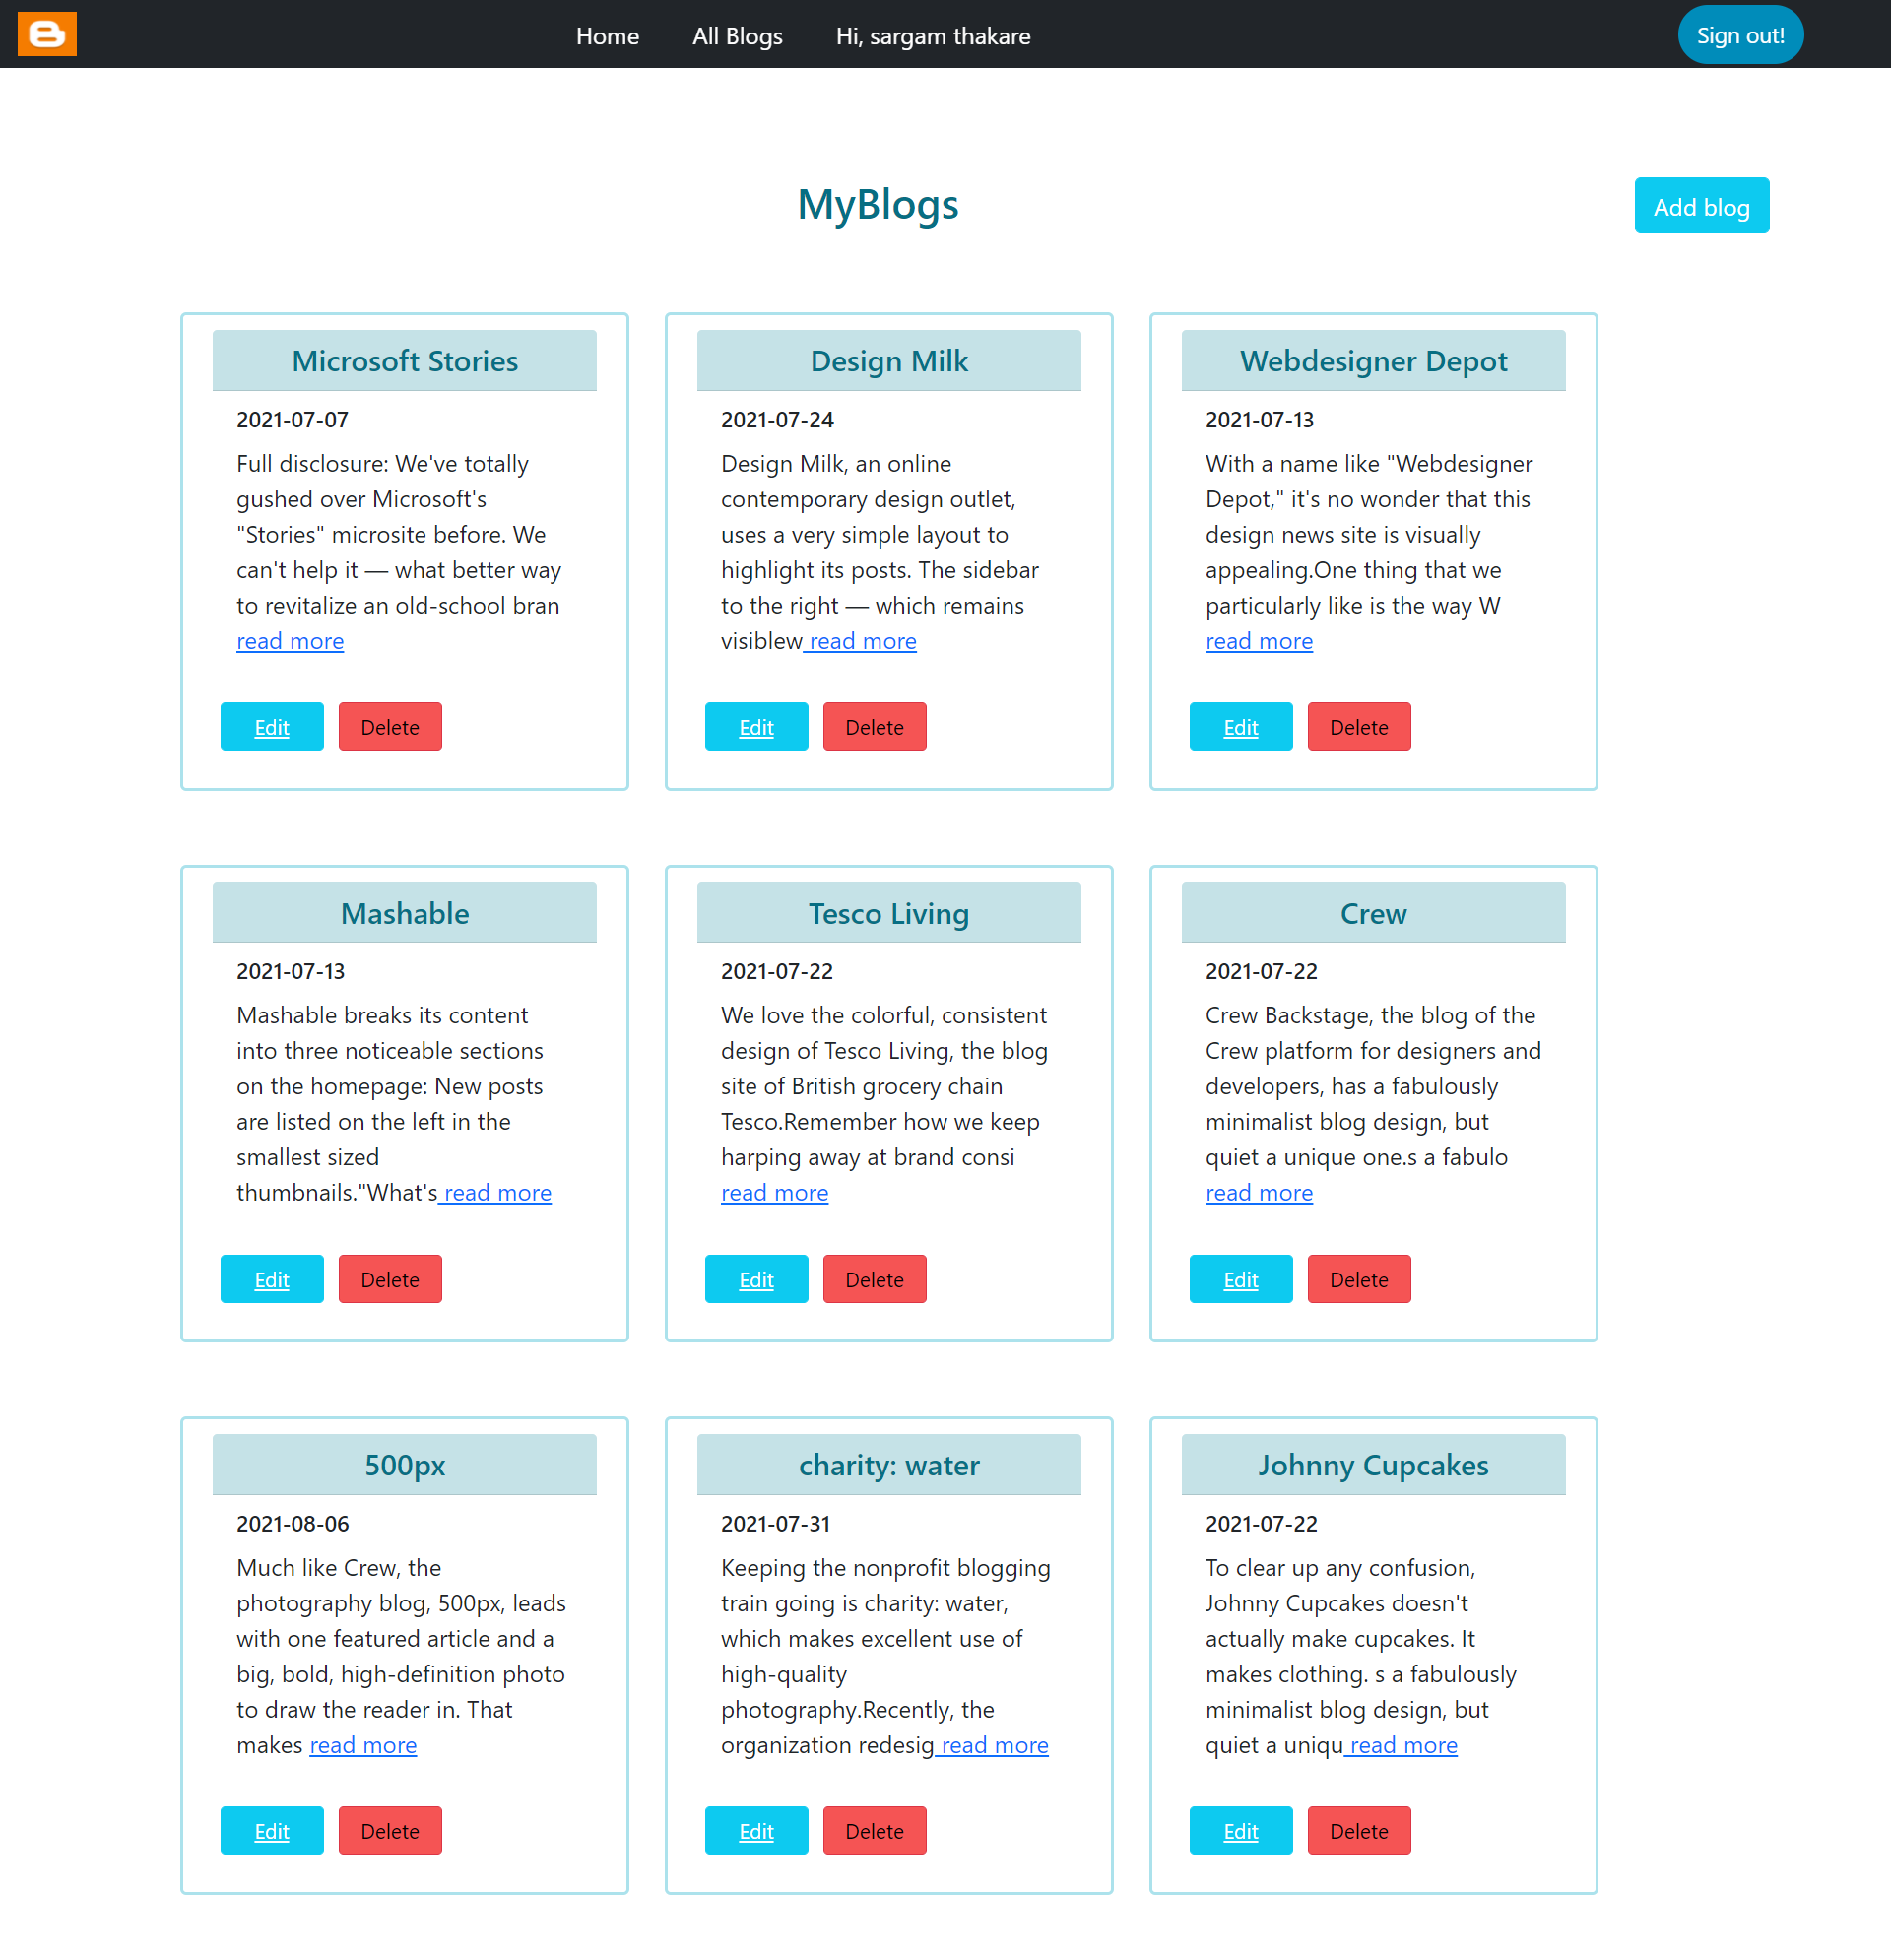 Home All Blogs Hi, sargam thakare Sign out!
MyBlogs
Add blog
Microsoft Stories
2021-07-07
Full disclosure: We've totally
gushed over Microsoft's
"Stories" microsite before. We
can't help it — what better way
to revitalize an old-school bran
read more
Edit Delete
Design Milk
2021-07-24
Design Milk, an online
contemporary design outlet,
uses a very simple layout to
highlight its posts. The sidebar
to the right — which remains
visiblew read more
Edit Delete
Webdesigner Depot
2021-07-13
With a name like "Webdesigner
Depot," it's no wonder that this
design news site is visually
appealing.One thing that we
particularly like is the way W
read more
Edit Delete
Mashable
2021-07-13
Mashable breaks its content
into three noticeable sections
on the homepage: New posts
are listed on the left in the
smallest sized
thumbnails."What's read more
Edit Delete
Tesco Living
2021-07-22
We love the colorful, consistent
design of Tesco Living, the blog
site of British grocery chain
Tesco.Remember how we keep
harping away at brand consi
read more
Edit Delete
Crew
2021-07-22
Crew Backstage, the blog of the
Crew platform for designers and
developers, has a fabulously
minimalist blog design, but
quiet a unique one.s a fabulo
read more
Edit Delete
500px
2021-08-06
Much like Crew, the
photography blog, 500px, leads
with one featured article and a
big, bold, high-definition photo
to draw the reader in. That
makes read more
Edit Delete
charity: water
2021-07-31
Keeping the nonprofit blogging
train going is charity: water,
which makes excellent use of
high-quality
photography.Recently, the
organization redesig read more
Edit Delete
Johnny Cupcakes
2021-07-22
To clear up any confusion,
Johnny Cupcakes doesn't
actually make cupcakes. It
makes clothing. s a fabulously
minimalist blog design, but
quiet a uniqu read more
Edit Delete